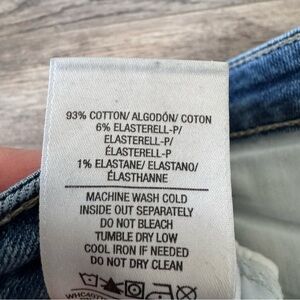 93% COTTON/ ALGODÓN/ COTON
6% ELASTERELL-P/
ELASTERELL-P/
ÉLASTERELL-P
1% ELASTANE/ ELASTANO/
ÉLASTHANNE
MACHINE WASH COLD
INSIDE OUT SEPARATELY
DO NOT BLEACH
TUMBLE DRY LOW
COOL IRON IF NEEDED
DO NOT DRY CLEAN